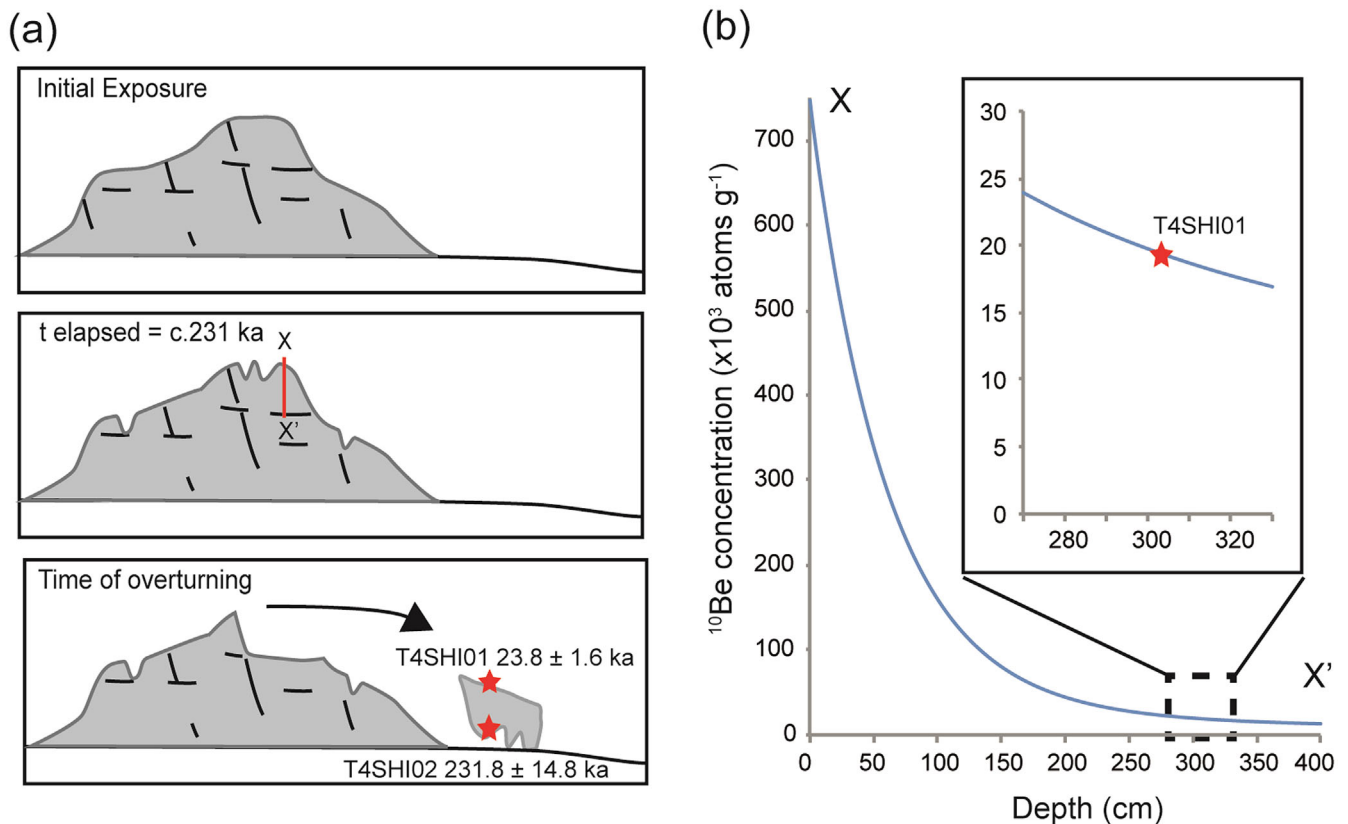 (a)
Initial Exposure
t elapsed = c.231 ka
X
X'
Time of overturning
T4SHI01 23.8 ± 1.6 ka
T4SHI02 231.8 ± 14.8 ka
(b)
X
700
600
500
400
300
200
100
0
¹⁰Be concentration (x10³ atoms g⁻¹)
30
25
20
15
10
5
0
T4SHI01
280
300
320
X'
0
50
100
150
200
250
300
350
400
Depth (cm)